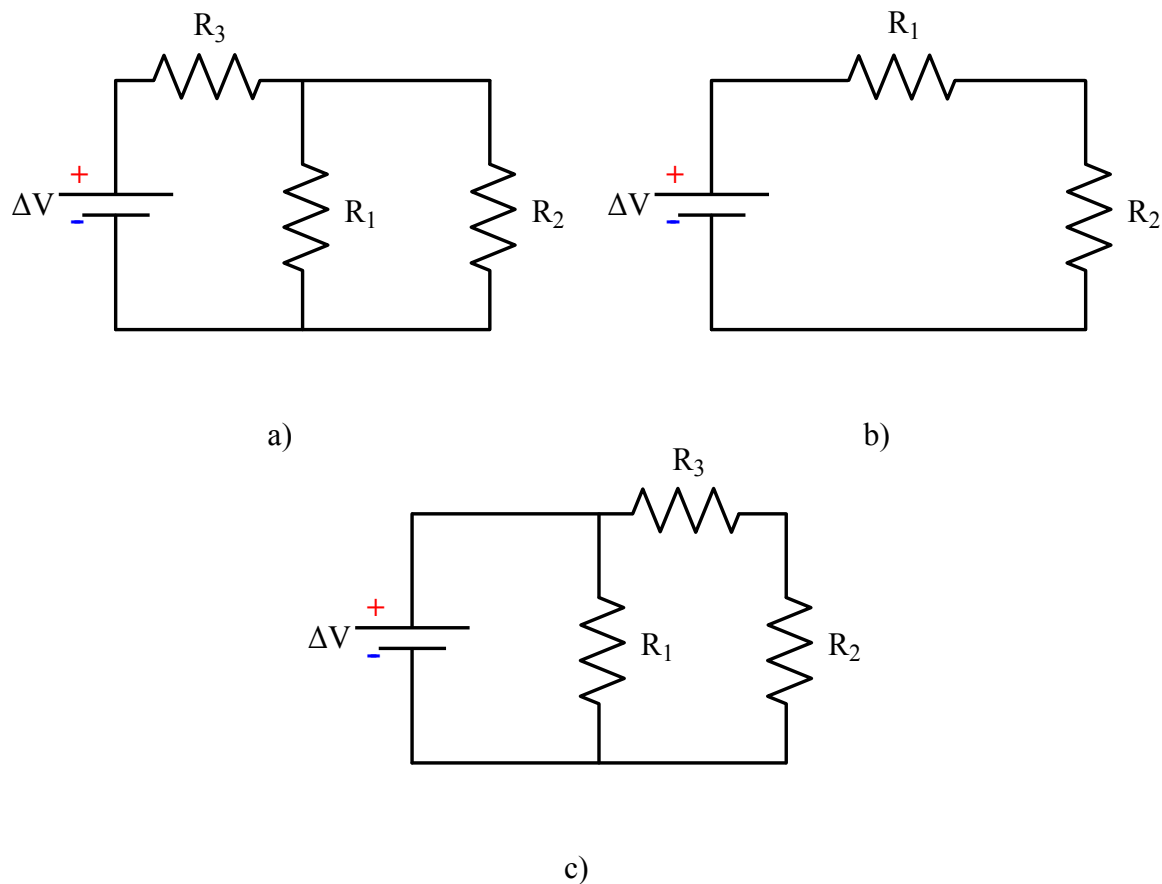 R₃
+
ΔV
-
R₁
R₂
a)
R₁
+
ΔV
-
R₂
b)
R₃
+
ΔV
-
R₁
R₂
c)